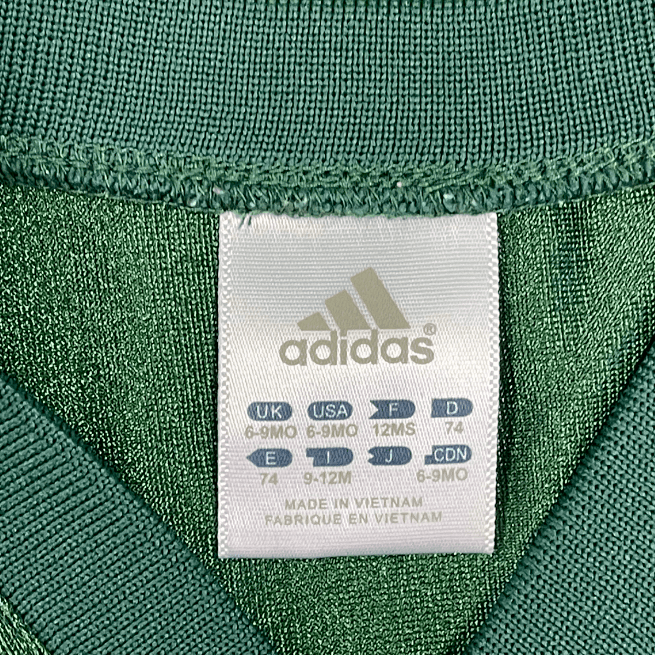 adidas®
UK USA F D
6-9MO 6-9MO 12MS 74
E I J CDN
74 9-12M 6-9MO
MADE IN VIETNAM
FABRIQUE EN VIETNAM